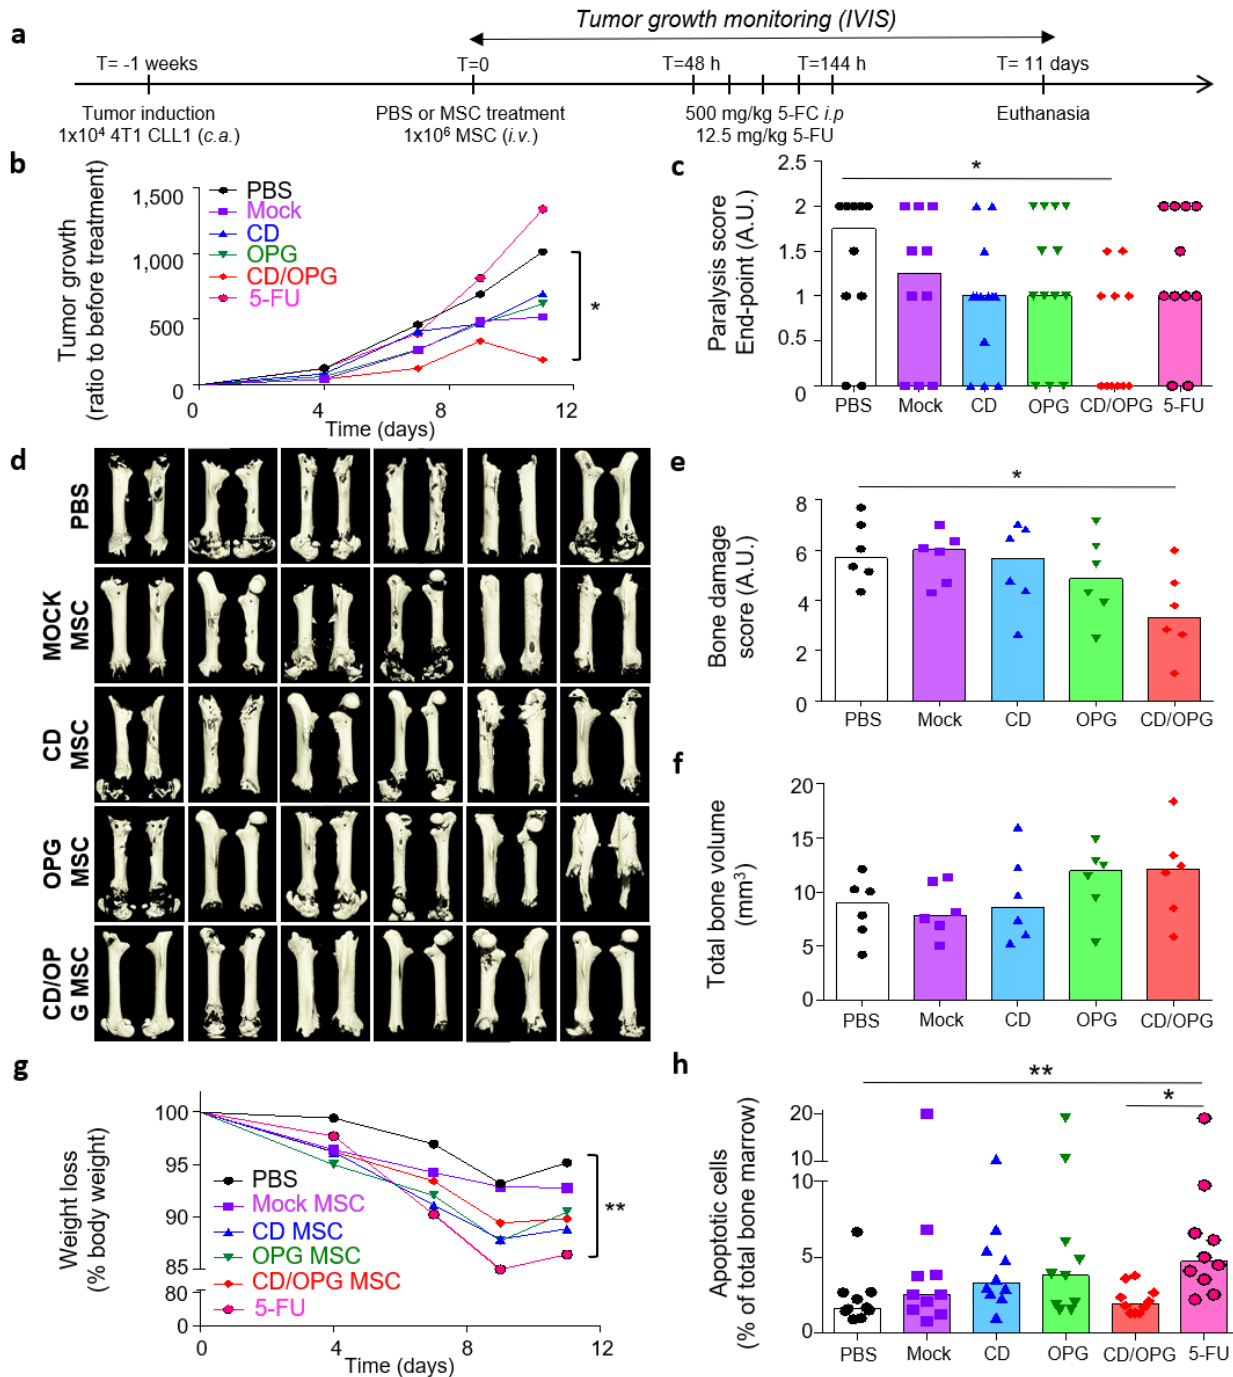 a
Tumor growth monitoring (IVIS)
T= -1 weeks
T=0
T=48 h
T=144 h
T= 11 days
Tumor induction
1x10⁴ 4T1 CLL1 (c.a.)
PBS or MSC treatment
1x10⁶ MSC (i.v.)
500 mg/kg 5-FC i.p
12.5 mg/kg 5-FU
Euthanasia
b
Tumor growth
(ratio to before treatment)
1,500
1,000
500
0
PBS
Mock
CD
OPG
CD/OPG
5-FU
*
0
4
8
12
Time (days)
c
Paralysis score
End-point (A.U.)
2.5
2
1.5
1
0.5
0
*
PBS
Mock
CD
OPG
CD/OPG
5-FU
d
PBS
MOCK
MSC
CD
MSC
OPG
MSC
CD/OP
G MSC
e
Bone damage
score (A.U.)
8
6
4
2
0
*
PBS
Mock
CD
OPG
CD/OPG
f
Total bone volume
(mm³)
20
15
10
5
0
PBS
Mock
CD
OPG
CD/OPG
g
Weight loss
(% body weight)
100
95
90
85
80
0
PBS
Mock MSC
CD MSC
OPG MSC
CD/OPG MSC
5-FU
**
0
4
8
12
Time (days)
h
Apoptotic cells
(% of total bone marrow)
20
10
10
5
0
**
*
PBS
Mock
CD
OPG
CD/OPG
5-FU